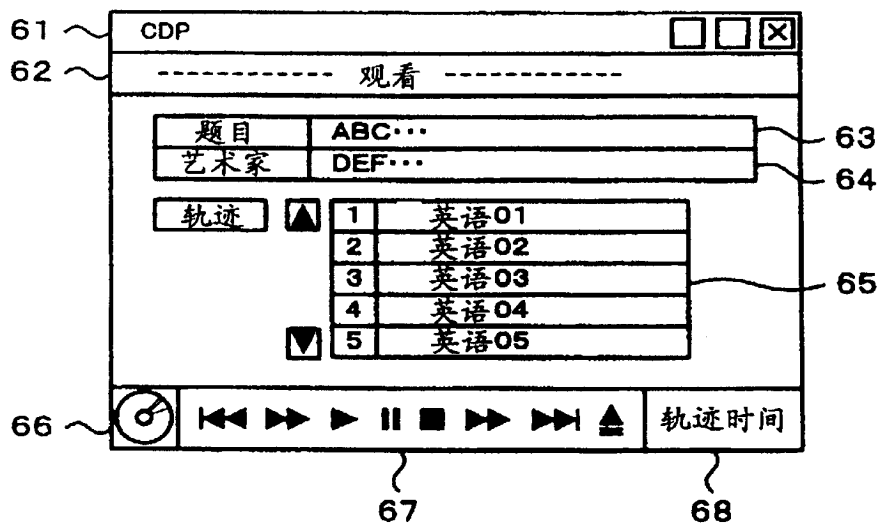 61 CDP
62 ------------ 观看 ------------
题目 ABC··· 63
艺术家 DEF··· 64
轨迹 1 英语01
2 英语02
3 英语03 65
4 英语04
5 英语05
66 轨迹时间
67 68